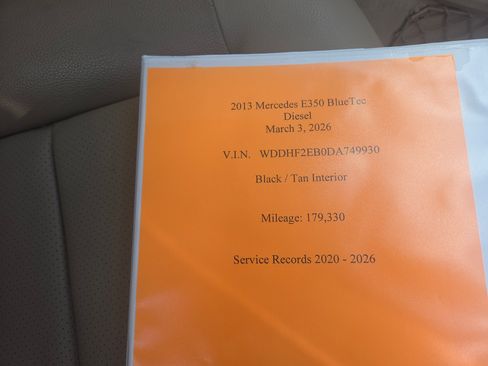 2013 Mercedes E350 BlueTec
Diesel
March 3, 2026
V.I.N. WDDHF2EB0DA749930
Black / Tan Interior
Mileage: 179,330
Service Records 2020 - 2026